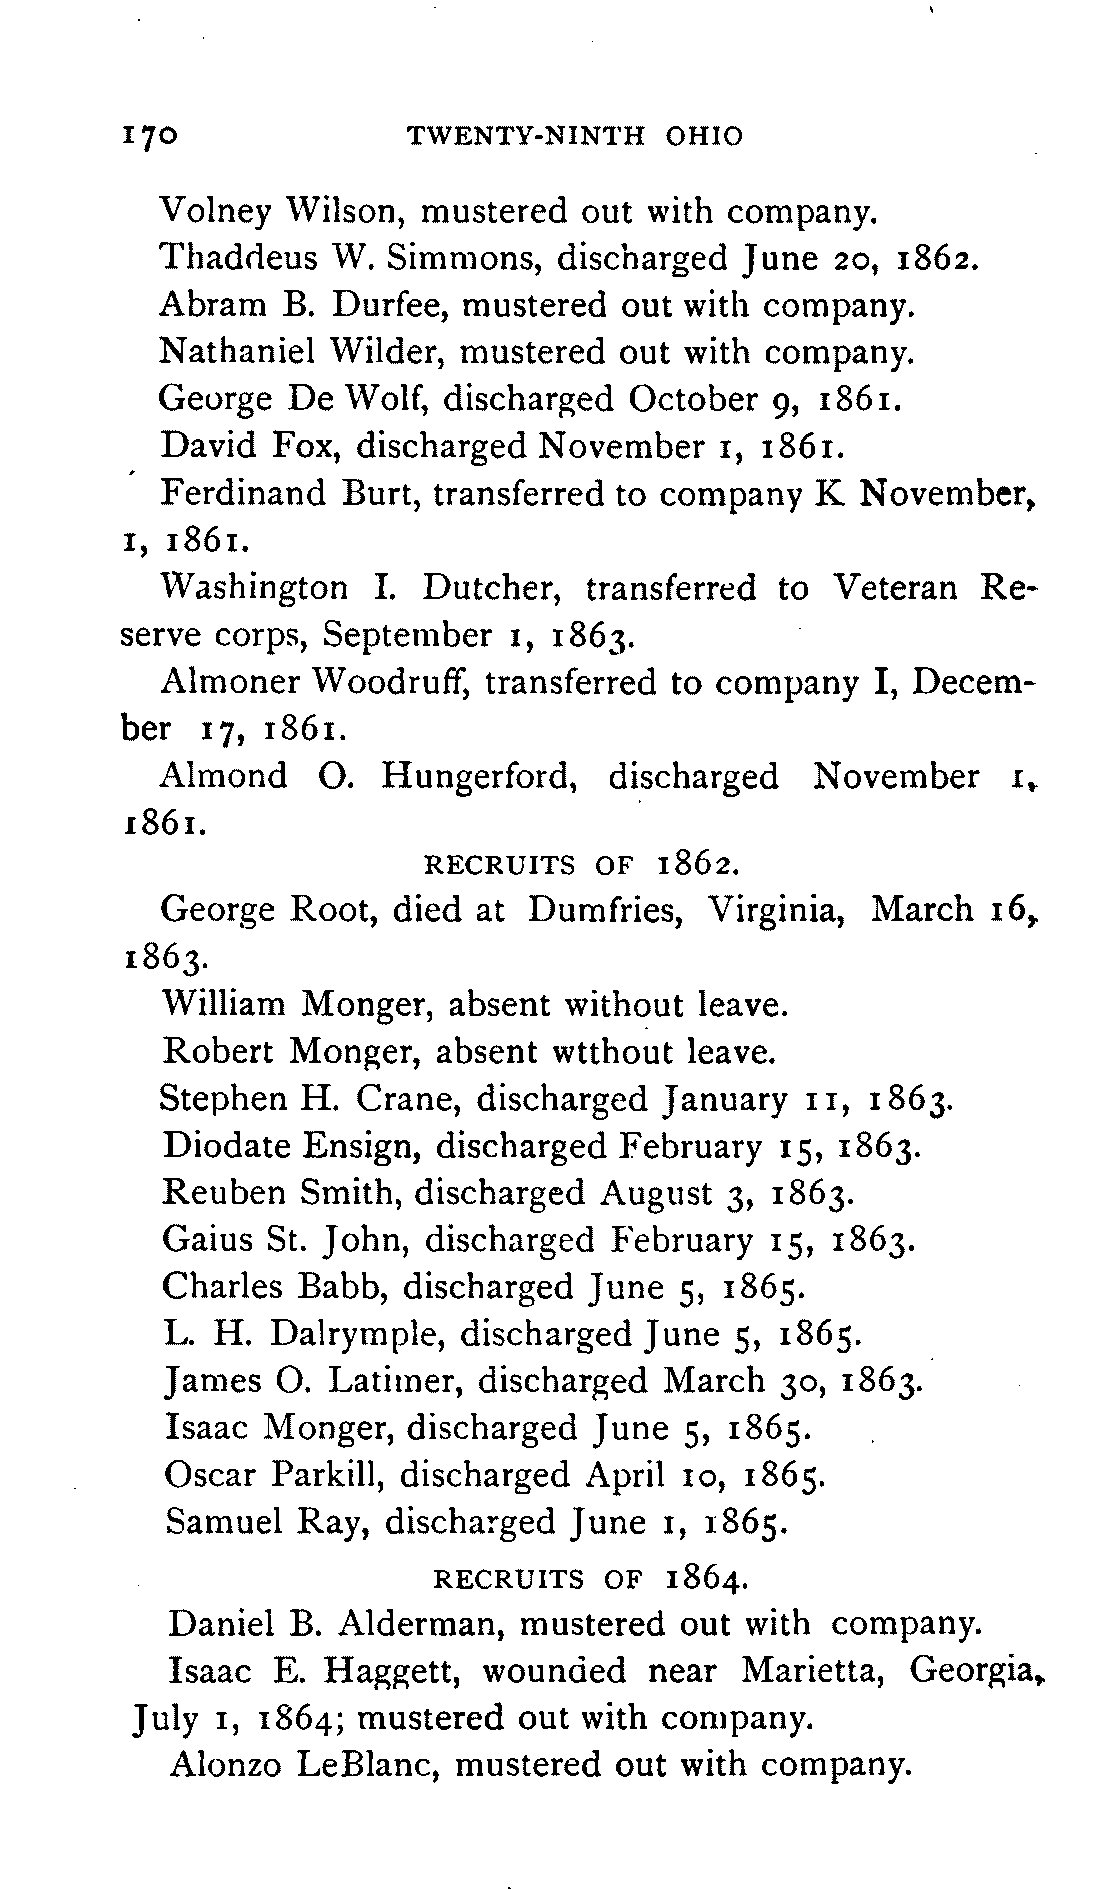 170 TWENTY-NINTH OHIO
Volney Wilson, mustered out with company.
Thaddeus W. Simmons, discharged June 20, 1862.
Abram B. Durfee, mustered out with company.
Nathaniel Wilder, mustered out with company.
George De Wolf, discharged October 9, 1861.
David Fox, discharged November 1, 1861.
Ferdinand Burt, transferred to company K November,
1, 1861.
Washington I. Dutcher, transferred to Veteran Re-
serve corps, September 1, 1863.
Almoner Woodruff, transferred to company I, Decem-
ber 17, 1861.
Almond O. Hungerford, discharged November 1,
1861.
RECRUITS OF 1862.
George Root, died at Dumfries, Virginia, March 16,
1863.
William Monger, absent without leave.
Robert Monger, absent wtthout leave.
Stephen H. Crane, discharged January 11, 1863.
Diodate Ensign, discharged February 15, 1863.
Reuben Smith, discharged August 3, 1863.
Gaius St. John, discharged February 15, 1863.
Charles Babb, discharged June 5, 1865.
L. H. Dalrymple, discharged June 5, 1865.
James O. Latimer, discharged March 30, 1863.
Isaac Monger, discharged June 5, 1865.
Oscar Parkill, discharged April 10, 1865.
Samuel Ray, discharged June 1, 1865.
RECRUITS OF 1864.
Daniel B. Alderman, mustered out with company.
Isaac E. Haggett, wounded near Marietta, Georgia,
July 1, 1864; mustered out with company.
Alonzo LeBlanc, mustered out with company.